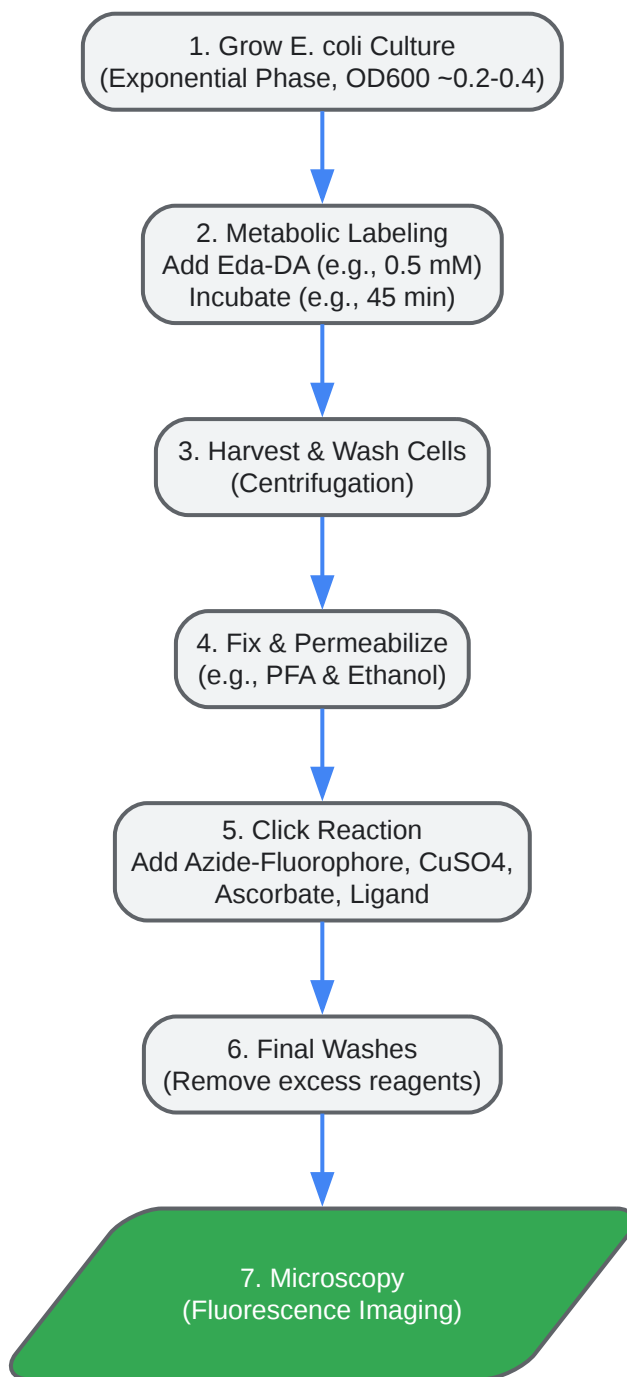 1. Grow E. coli Culture
(Exponential Phase, OD600 ~0.2-0.4)
2. Metabolic Labeling
Add Eda-DA (e.g., 0.5 mM)
Incubate (e.g., 45 min)
3. Harvest & Wash Cells
(Centrifugation)
4. Fix & Permeabilize
(e.g., PFA & Ethanol)
5. Click Reaction
Add Azide-Fluorophore, CuSO4,
Ascorbate, Ligand
6. Final Washes
(Remove excess reagents)
7. Microscopy
(Fluorescence Imaging)